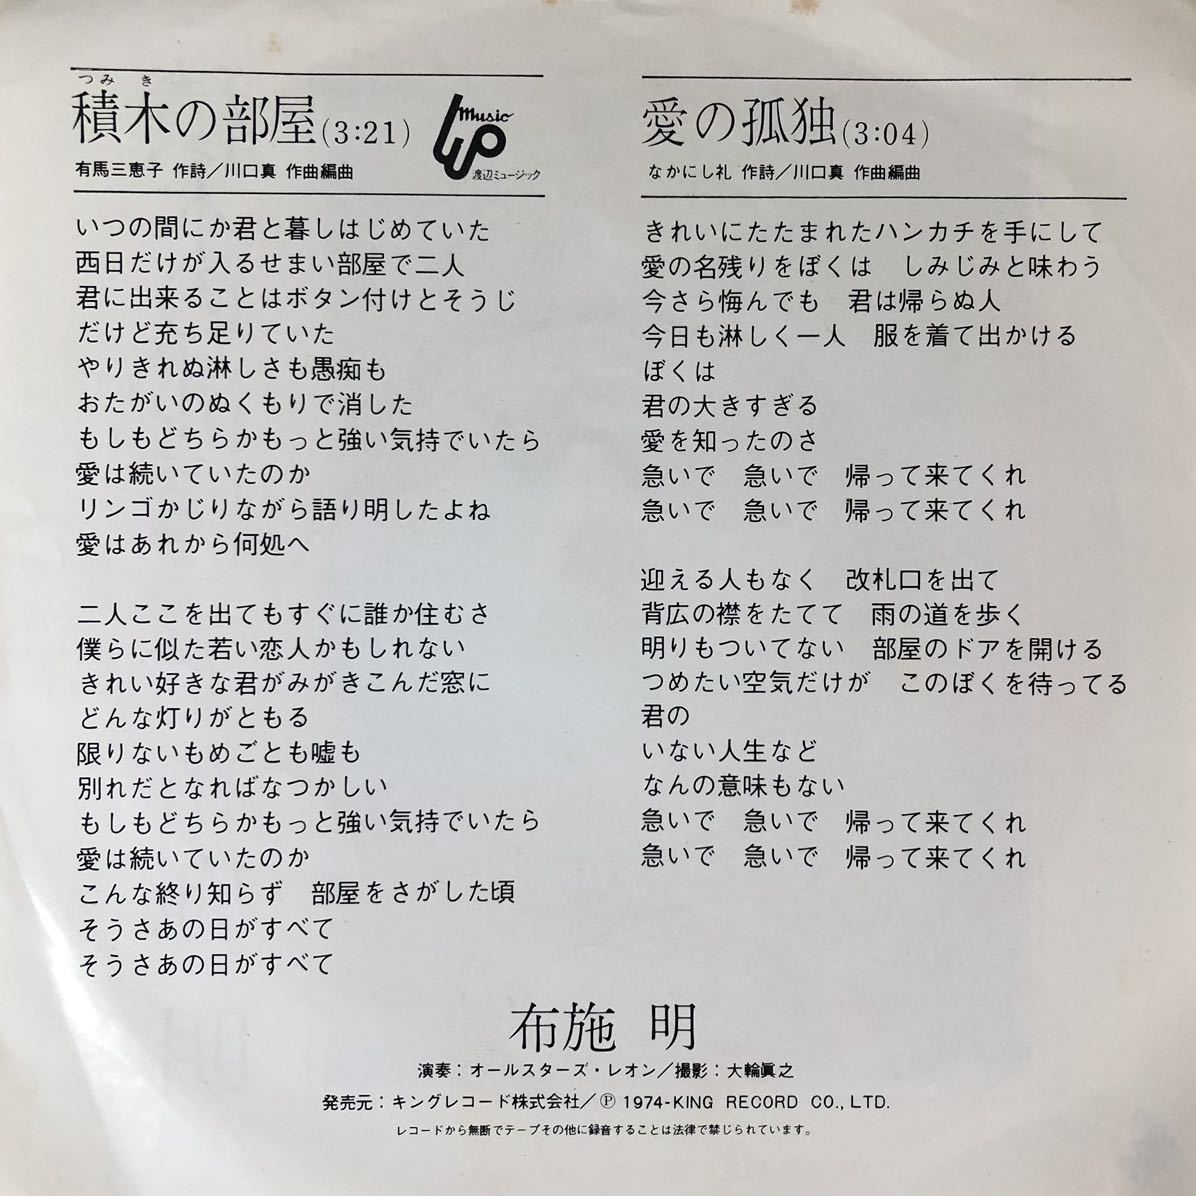 つみ き
積木の部屋(3:21)
有馬三恵子 作詩／川口真 作曲編曲
Music
渡辺ミュージック
いつの間にか君と暮しはじめていた
西日だけが入るせまい部屋で二人
君に出来ることはボタン付けとそうじ
だけど充ち足りていた
やりきれぬ淋しさも愚痴も
おたがいのぬくもりで消した
もしもどちらかもっと強い気持でいたら
愛は続いていたのか
リンゴかじりながら語り明したよね
愛はあれから何処へ
二人ここを出てもすぐに誰か住むさ
僕らに似た若い恋人かもしれない
きれい好きな君がみがきこんだ窓に
どんな灯りがともる
限りないもめごとも嘘も
別れだとなればなつかしい
もしもどちらかもっと強い気持でいたら
愛は続いていたのか
こんな終り知らず　部屋をさがした頃
そうさあの日がすべて
そうさあの日がすべて
愛の孤独(3:04)
なかにし礼 作詩／川口真 作曲編曲
きれいにたたまれたハンカチを手にして
愛の名残りをぼくは　しみじみと味わう
今さら悔んでも　君は帰らぬ人
今日も淋しく一人　服を着て出かける
ぼくは
君の大きすぎる
愛を知ったのさ
急いで　急いで　帰って来てくれ
急いで　急いで　帰って来てくれ
迎える人もなく　改札口を出て
背広の襟をたてて　雨の道を歩く
明りもついてない　部屋のドアを開ける
つめたい空気だけが　このぼくを待ってる
君の
いない人生など
なんの意味もない
急いで　急いで　帰って来てくれ
急いで　急いで　帰って来てくれ
布施 明
演奏：オールスターズ・レオン／撮影：大輪眞之
発売元：キングレコード株式会社／Ⓟ 1974-KING RECORD CO., LTD.
レコードから無断でテープその他に録音することは法律で禁じられています。